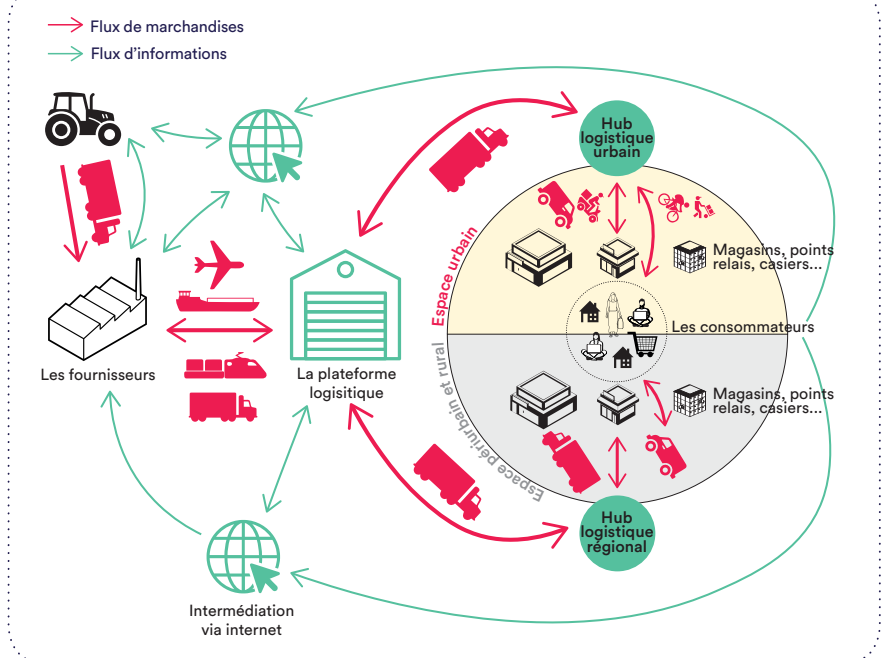 Flux de marchandises
Flux d'informations
Hub
logistique
urbain
Espace urbain
Magasins, points
relais, casiers...
Les consommateurs
Les fournisseurs
La plateforme
logisitique
Espace périurbain et rural
Magasins, points
relais, casiers...
Hub
logistique
régional
Intermédiation
via internet